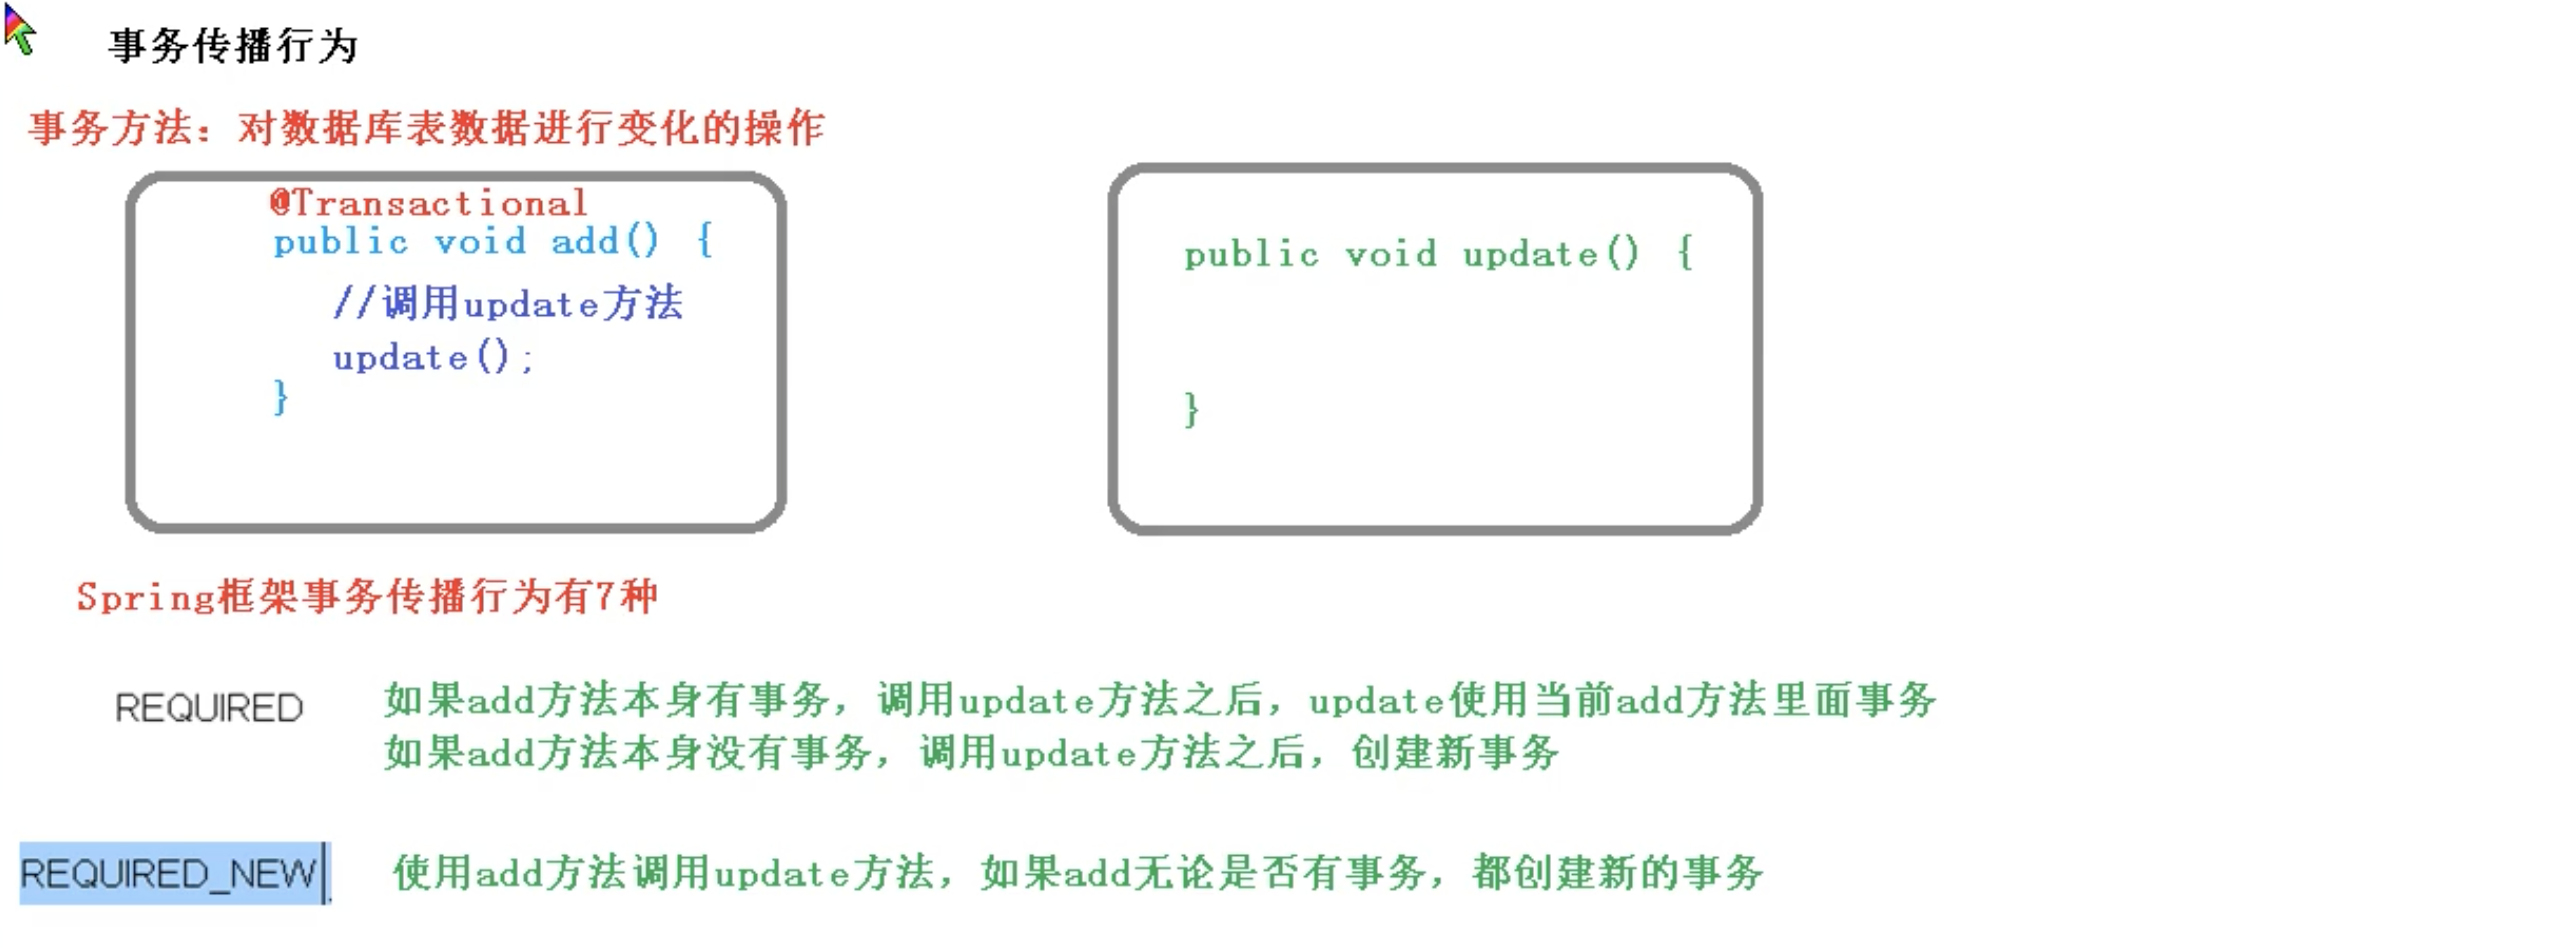 事务传播行为
事务方法：对数据库表数据进行变化的操作
@Transactional
public void add() {
//调用update方法
update();
}
public void update() {
}
Spring框架事务传播行为有7种
REQUIRED 如果add方法本身有事务，调用update方法之后，update使用当前add方法里面事务
如果add方法本身没有事务，调用update方法之后，创建新事务
REQUIRED_NEW 使用add方法调用update方法，如果add无论是否有事务，都创建新的事务